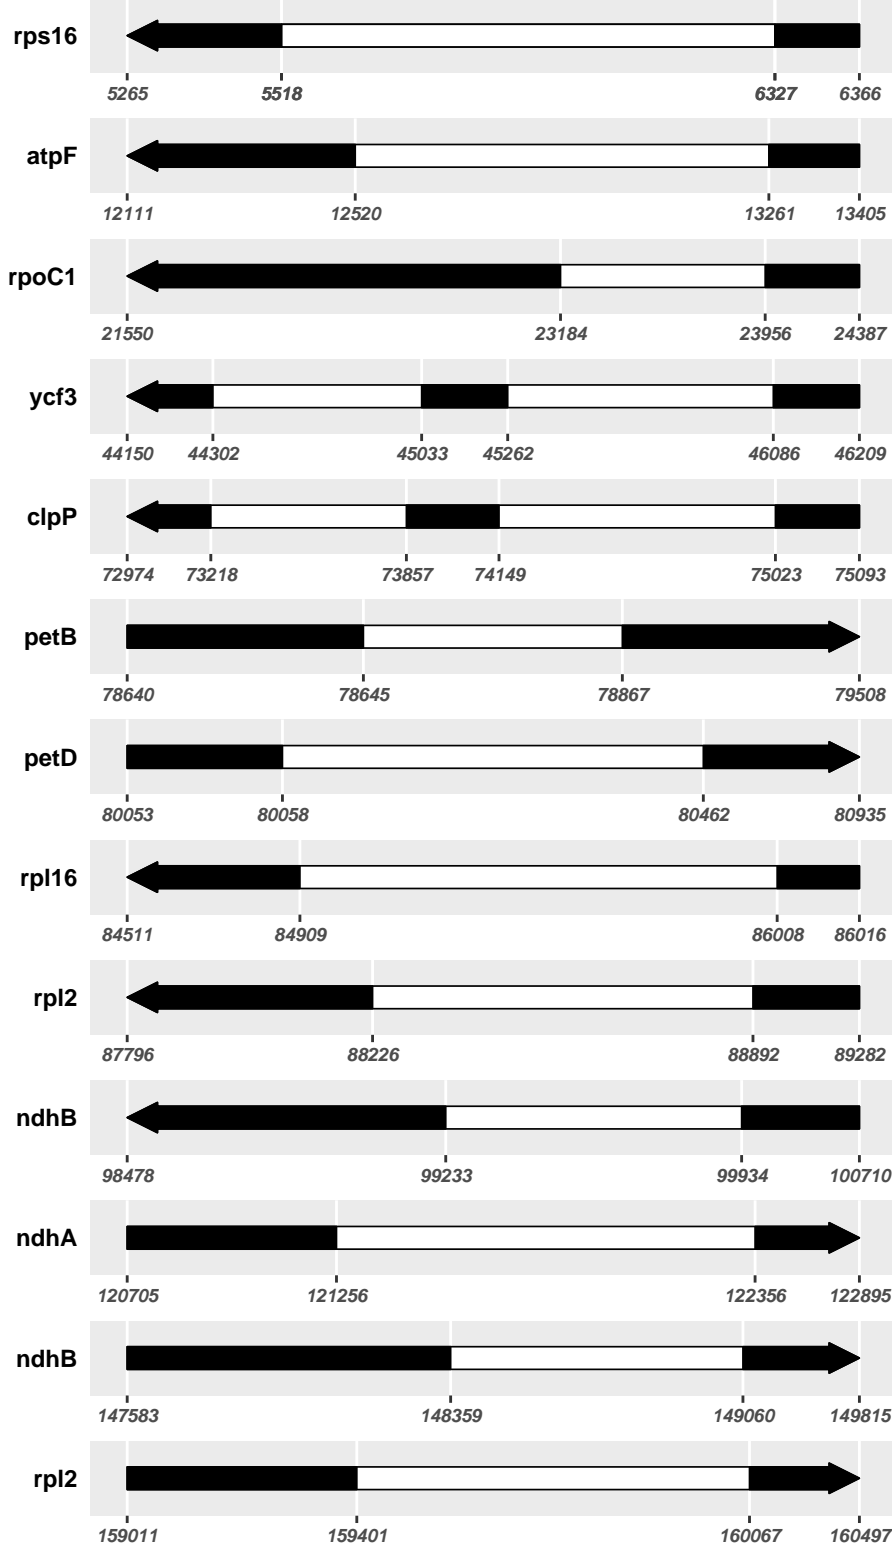 rps16
5265 5518 6327 6366
atpF
12111 12520 13261 13405
rpoC1
21550 23184 23956 24387
ycf3
44150 44302 45033 45262 46086 46209
clpP
72974 73218 73857 74149 75023 75093
petB
78640 78645 78867 79508
petD
80053 80058 80462 80935
rpl16
84511 84909 86008 86016
rpl2
87796 88226 88892 89282
ndhB
98478 99233 99934 100710
ndhA
120705 121256 122356 122895
ndhB
147583 148359 149060 149815
rpl2
159011 159401 160067 160497